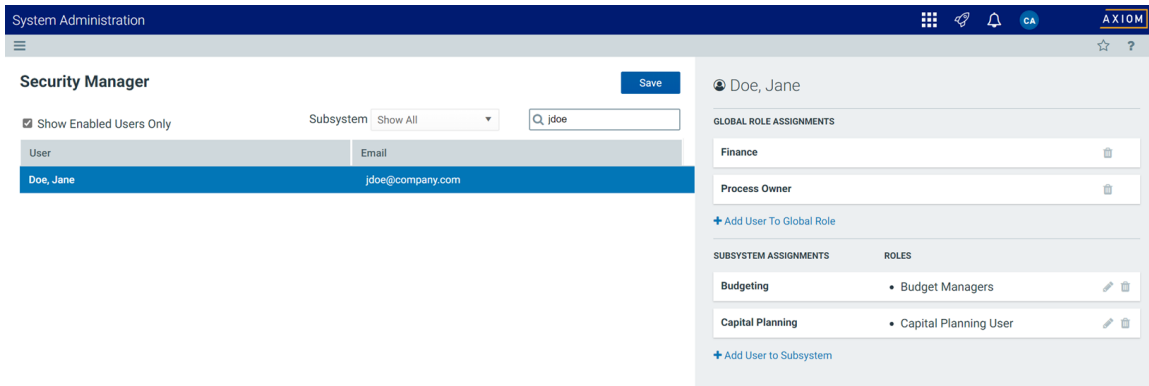 System Administration
CA
AXIOM
?
Security Manager
Save
Show Enabled Users Only
Subsystem Show All
jdoe
User Email
Doe, Jane jdoe@company.com
Doe, Jane
GLOBAL ROLE ASSIGNMENTS
Finance
Process Owner
+ Add User To Global Role
SUBSYSTEM ASSIGNMENTS ROLES
Budgeting • Budget Managers
Capital Planning • Capital Planning User
+ Add User to Subsystem